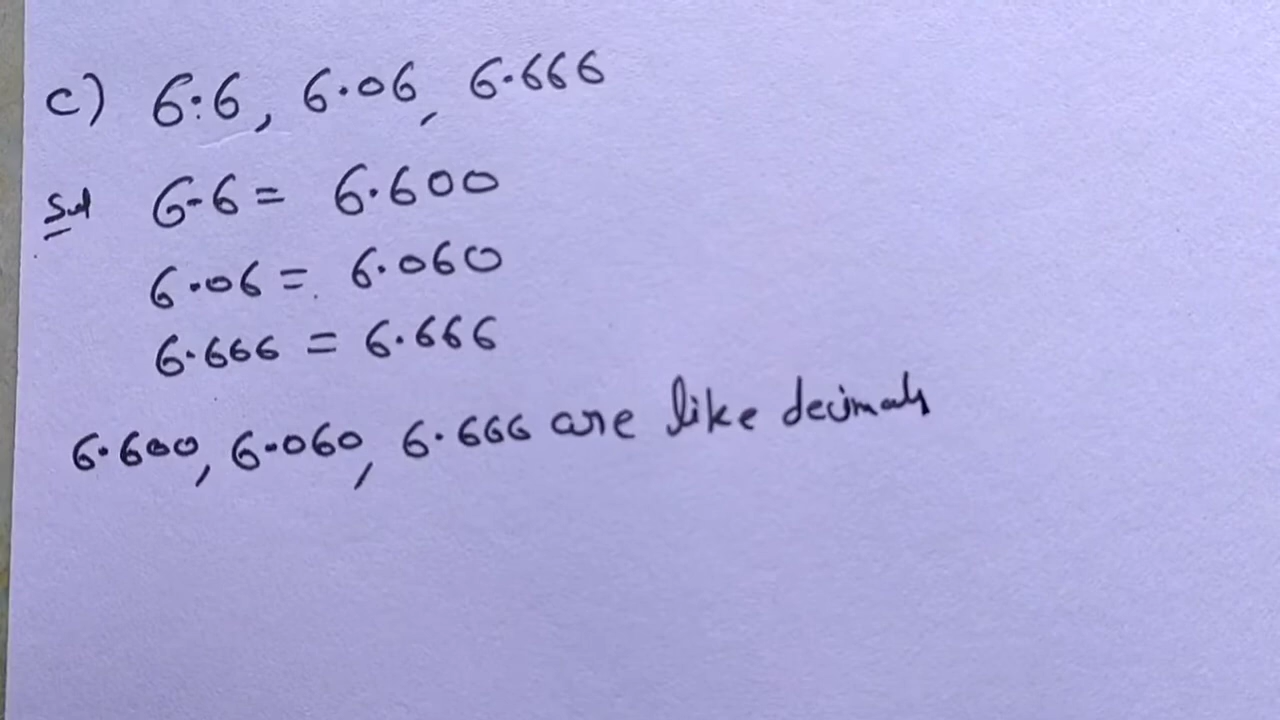 c) 6.6, 6.06, 6.666
Sol 6.6 = 6.600
6.06 = 6.060
6.666 = 6.666
6.600, 6.060, 6.666 are like decimals